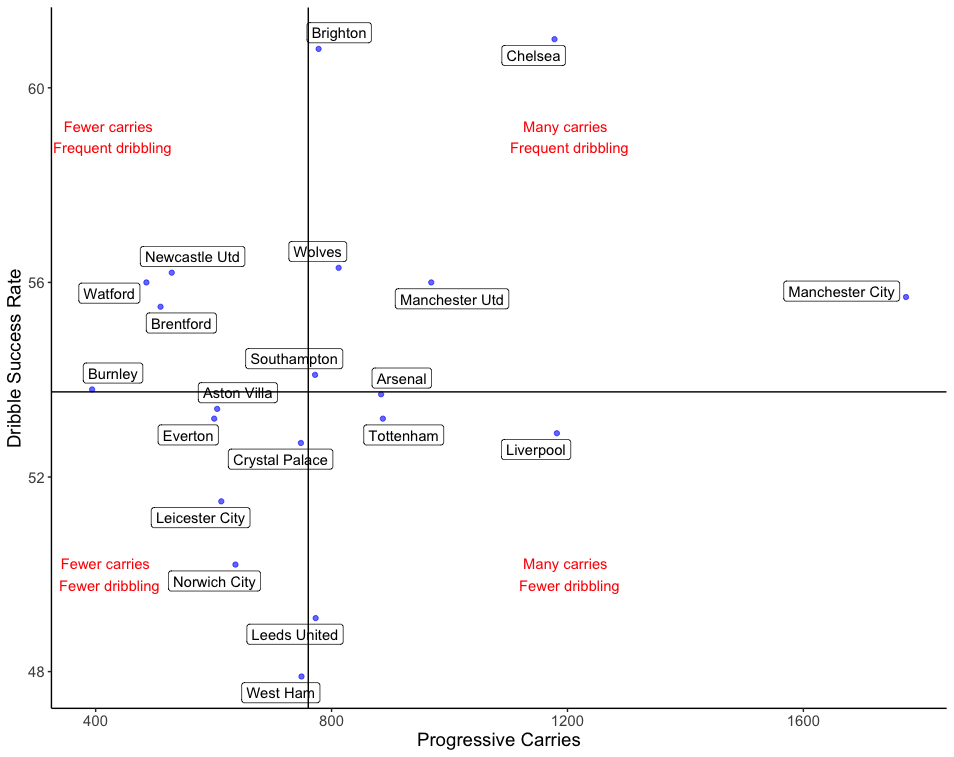 Brighton
Chelsea
60
Fewer carries
Frequent dribbling
Many carries
Frequent dribbling
Newcastle Utd
Wolves
56
Watford
Manchester Utd
Manchester City
Brentford
Southampton
Burnley
Arsenal
Aston Villa
Everton
Tottenham
Crystal Palace
Liverpool
52
Leicester City
Fewer carries
Fewer dribbling
Many carries
Fewer dribbling
Norwich City
Leeds United
48
West Ham
400
800
1200
1600
Progressive Carries
Dribble Success Rate